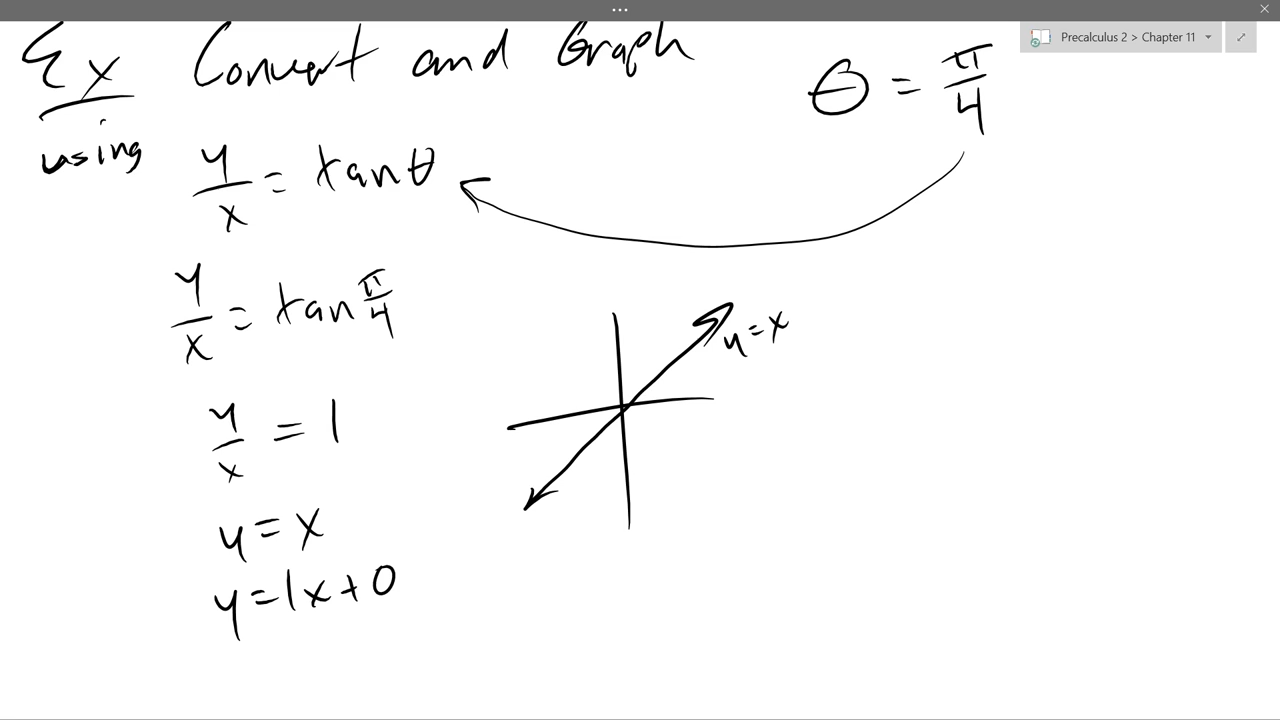 Precalculus 2 > Chapter 11
Ex Convert and Graph θ = π/4
using y/x = tanθ
y/x = tan π/4
y/x = 1
y = x
y = 1x + 0
y = x